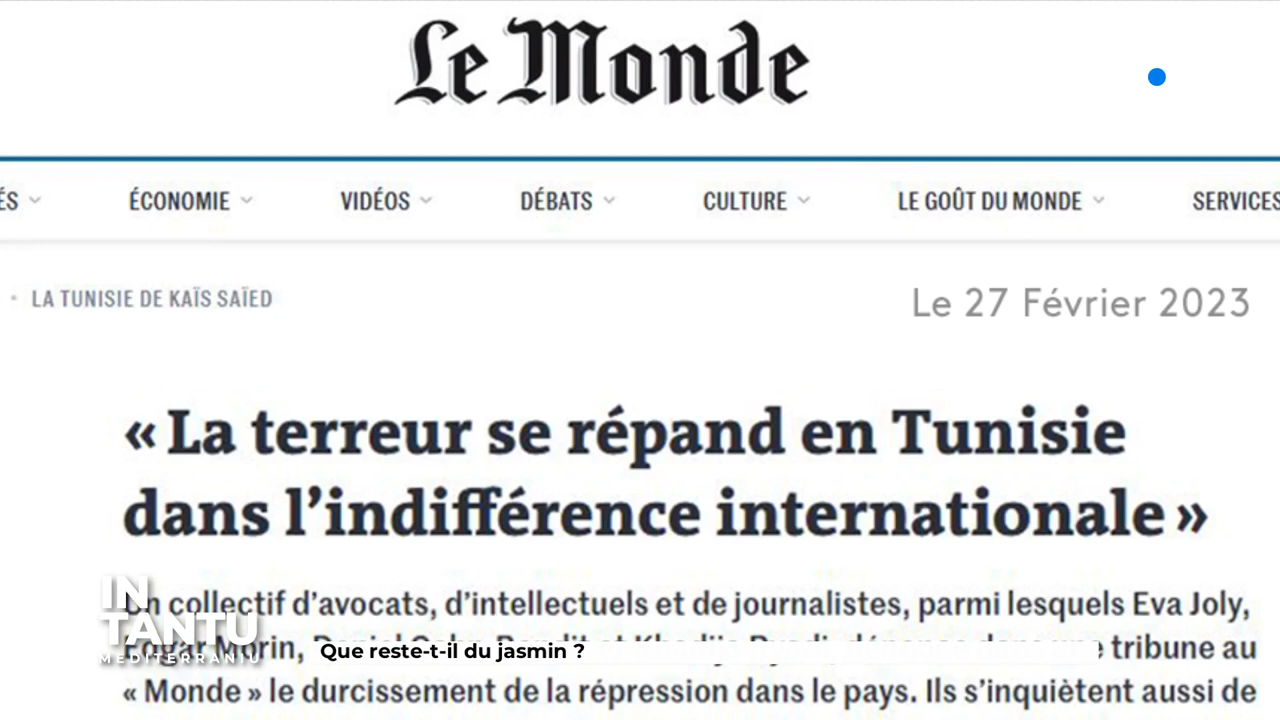 Le Monde
ÉS
ÉCONOMIE
VIDÉOS
DÉBATS
CULTURE
LE GOÛT DU MONDE
SERVICES
LA TUNISIE DE KAÏS SAÏED
Le 27 Février 2023
« La terreur se répand en Tunisie
dans l’indifférence internationale »
Un collectif d’avocats, d’intellectuels et de journalistes, parmi lesquels Eva Joly,
Edgar Morin, tribune au
« Monde » le durcissement de la répression dans le pays. Ils s’inquiètent aussi de
IN
TANTU
MEDITERRANIU
Que reste-t-il du jasmin ?